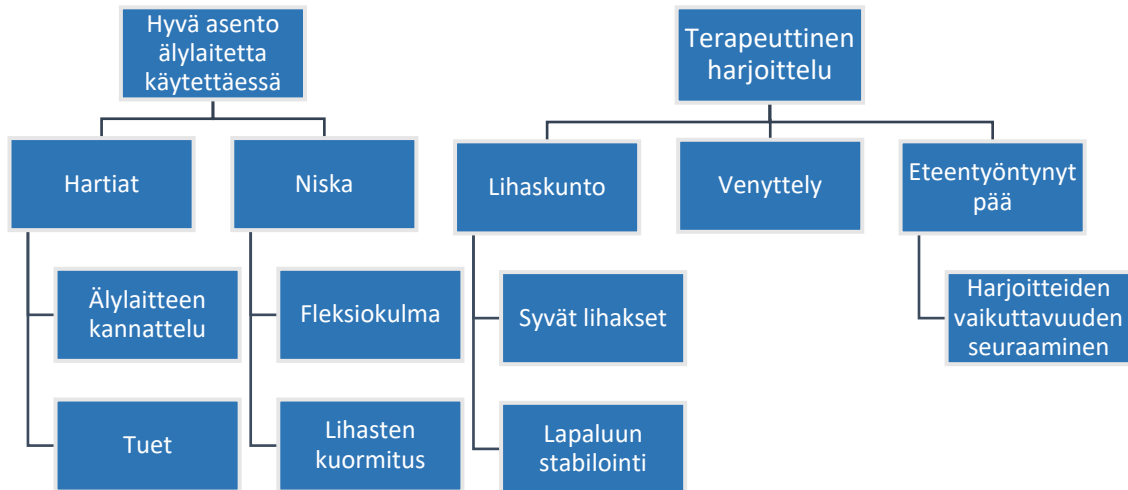 Hyvä asento
älylaitetta
käytettäessä
Terapeuttinen
harjoittelu
Hartiat
Niska
Lihaskunto
Venyttely
Eteentyöntynyt
pää
Älylaitteen
kannattelu
Fleksiokulma
Syvät lihakset
Harjoitteiden
vaikuttavuuden
seuraaminen
Tuet
Lihasten
kuormitus
Lapaluun
stabilointi